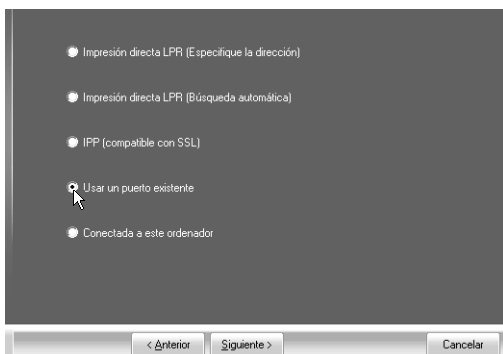 Impresión directa LPR (Especifique la dirección)
Impresión directa LPR (Búsqueda automática)
IPP (compatible con SSL)
Usar un puerto existente
Conectada a este ordenador
< Anterior Siguiente > Cancelar